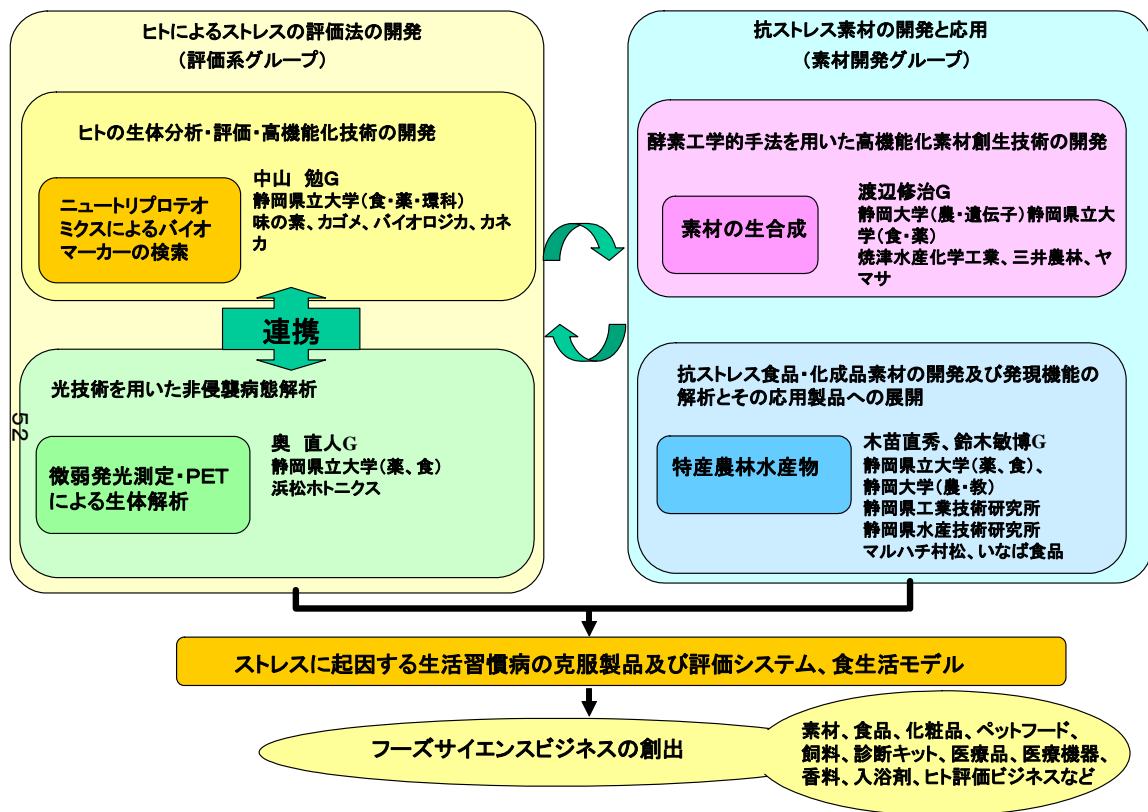 ヒトによるストレスの評価法の開発
（評価系グループ）
ヒトの生体分析・評価・高機能化技術の開発
ニュートリプロテオ
ミクスによるバイオ
マーカーの検索
中山　勉G
静岡県立大学（食・薬・環科）
味の素、カゴメ、バイオロジカ、カネ
カ
連携
光技術を用いた非侵襲病態解析
微弱発光測定・PET
による生体解析
奥　直人G
静岡県立大学（薬、食）
浜松ホトニクス
52
抗ストレス素材の開発と応用
（素材開発グループ）
酵素工学的手法を用いた高機能化素材創生技術の開発
素材の生合成
渡辺修治G
静岡大学（農・遺伝子）静岡県立大
学（食・薬）
焼津水産化学工業、三井農林、ヤ
マサ
抗ストレス食品・化成品素材の開発及び発現機能の
解析とその応用製品への展開
特産農林水産物
木苗直秀、鈴木敏博G
静岡県立大学（薬、食）、
静岡大学（農・教）
静岡県工業技術研究所
静岡県水産技術研究所
マルハチ村松、いなば食品
ストレスに起因する生活習慣病の克服製品及び評価システム、食生活モデル
フーズサイエンスビジネスの創出
素材、食品、化粧品、ペットフード、
飼料、診断キット、医療品、医療機器、
香料、入浴剤、ヒト評価ビジネスなど